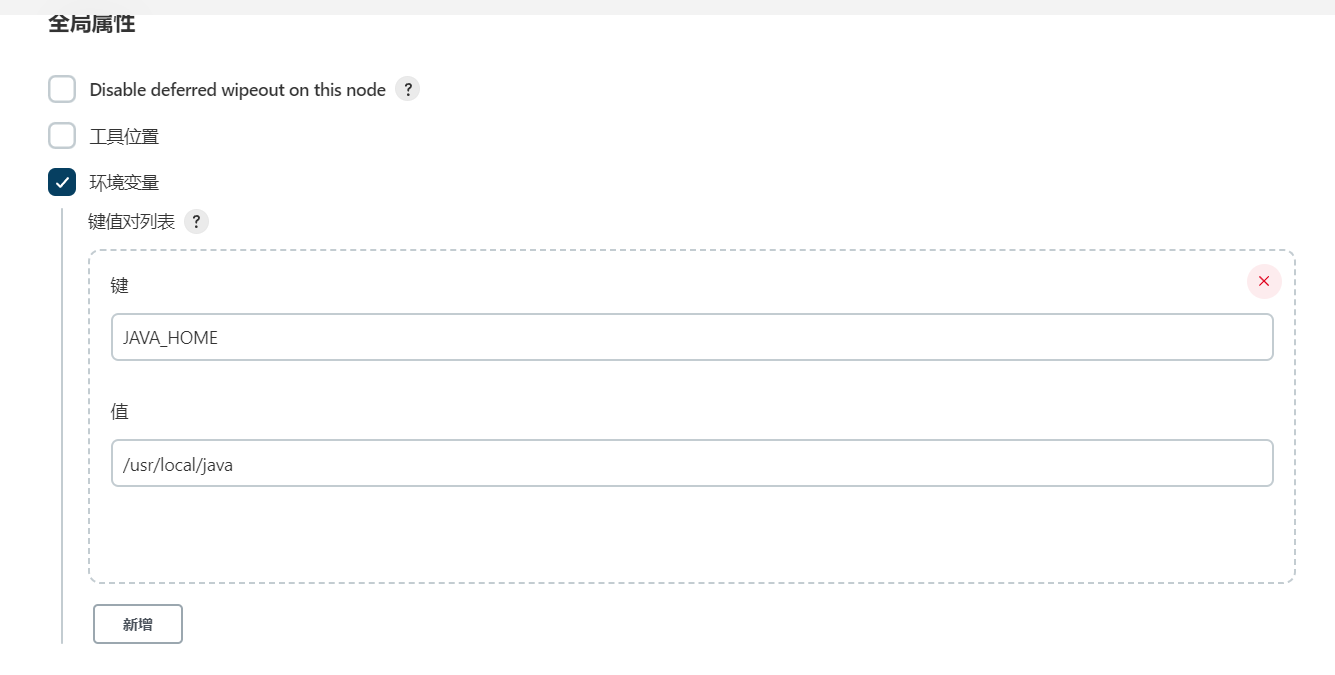 全局属性
Disable deferred wipeout on this node ?
工具位置
环境变量
键值对列表 ?
键
JAVA_HOME
值
/usr/local/java
新增